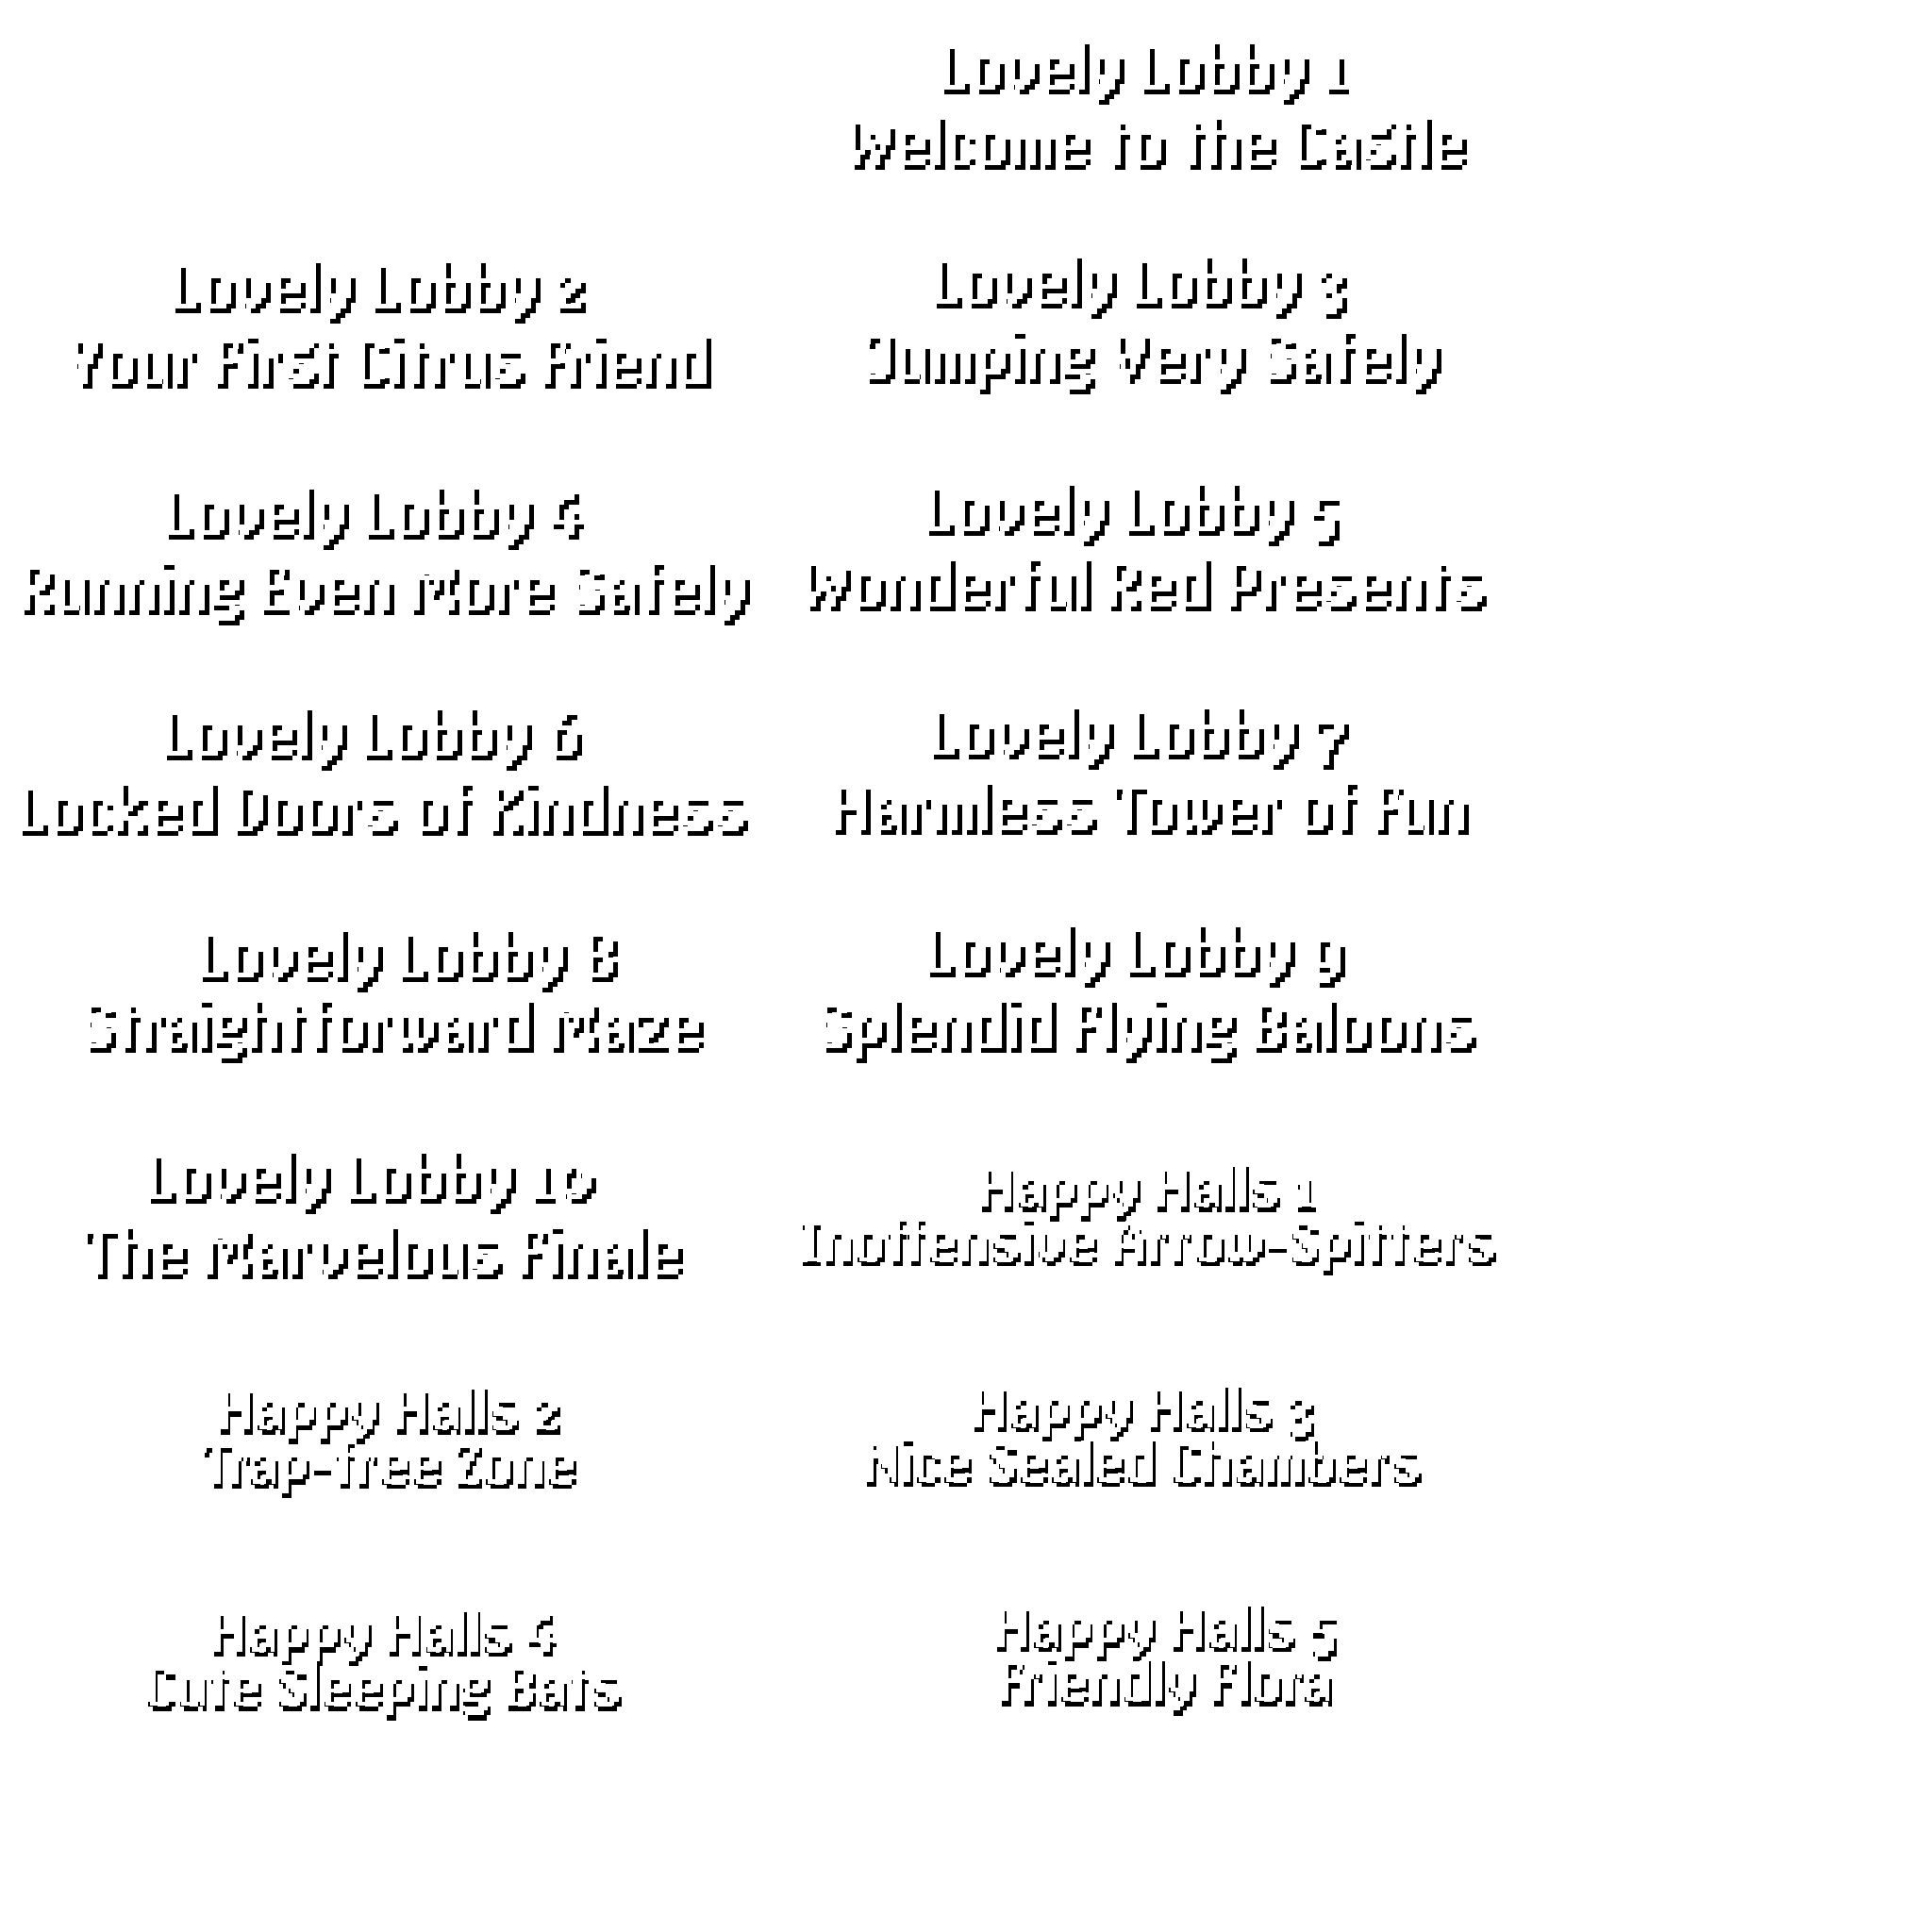 Lovely Lobby 1
Welcome to the Castle
Lovely Lobby 2
Your First Citrus Friend
Lovely Lobby 3
Jumping Very Safely
Lovely Lobby 4
Running Even More Safely
Lovely Lobby 5
Wonderful Red Presents
Lovely Lobby 6
Locked Doors of Kindness
Lovely Lobby 7
Harmless Tower of Fun
Lovely Lobby 8
Straightforward Maze
Lovely Lobby 9
Splendid Flying Baloons
Lovely Lobby 10
The Marvelous Finale
Happy Halls 1
Inoffensive Arrow-Spitters
Happy Halls 2
Trap-free Zone
Happy Halls 3
Nice Sealed Chambers
Happy Halls 4
Cute Sleeping Bats
Happy Halls 5
Friendly Flora